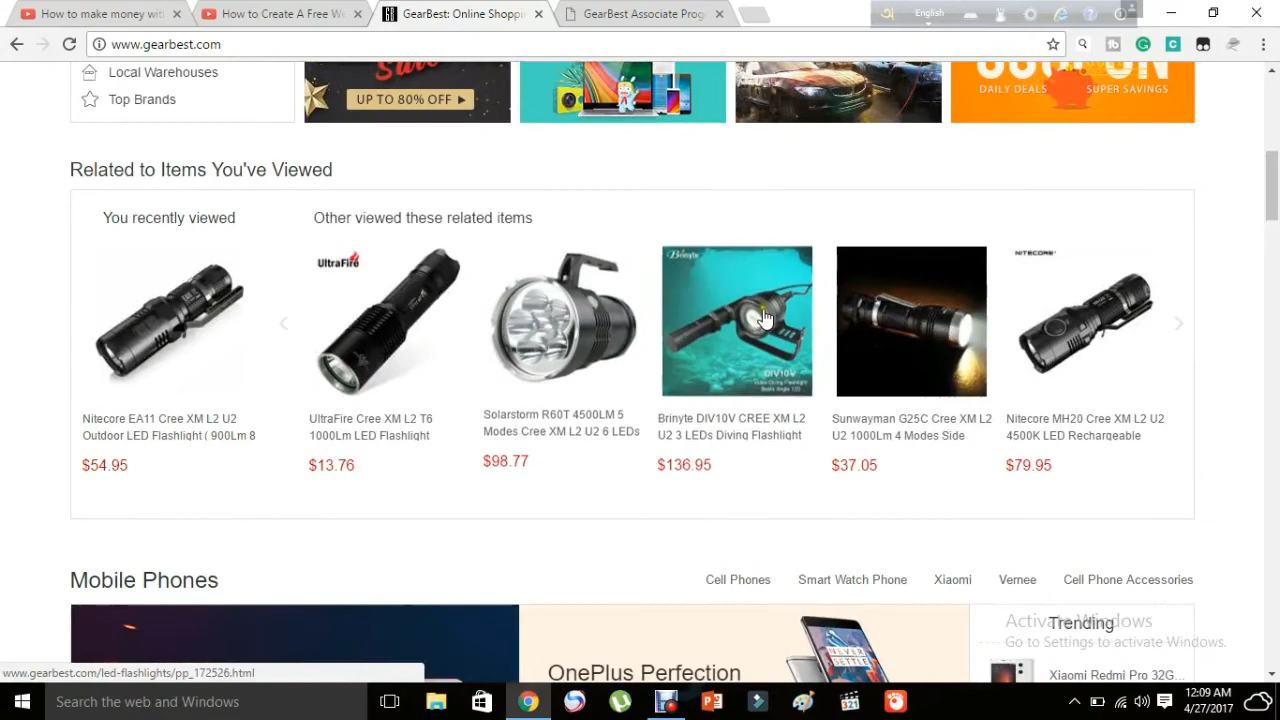 How to make money with
How to Create A Free We
GearBest: Online Shoppin
GearBest Associate Prog
English
www.gearbest.com
Local Warehouses
Top Brands
Sale
UP TO 80% OFF
DAILY DEALS
SUPER SAVINGS
Related to Items You've Viewed
You recently viewed
Other viewed these related items
UltraFire
Brinyte
DIV10V
NITECORE
Nitecore EA11 Cree XM L2 U2
Outdoor LED Flashlight ( 900Lm 8
$54.95
UltraFire Cree XM L2 T6
1000Lm LED Flashlight
$13.76
Solarstorm R60T 4500LM 5
Modes Cree XM L2 U2 6 LEDs
$98.77
Brinyte DIV10V CREE XM L2
U2 3 LEDs Diving Flashlight
$136.95
Sunwayman G25C Cree XM L2
U2 1000Lm 4 Modes Side
$37.05
Nitecore MH20 Cree XM L2 U2
4500K LED Rechargeable
$79.95
Mobile Phones
Cell Phones
Smart Watch Phone
Xiaomi
Vernee
Cell Phone Accessories
OnePlus Perfection
Trending
Xiaomi Redmi Pro 32G...
Activate Windows
Go to Settings to activate Windows.
www.gearbest.com/led-flashlights/pp_172526.html
Search the web and Windows
12:09 AM
4/27/2017